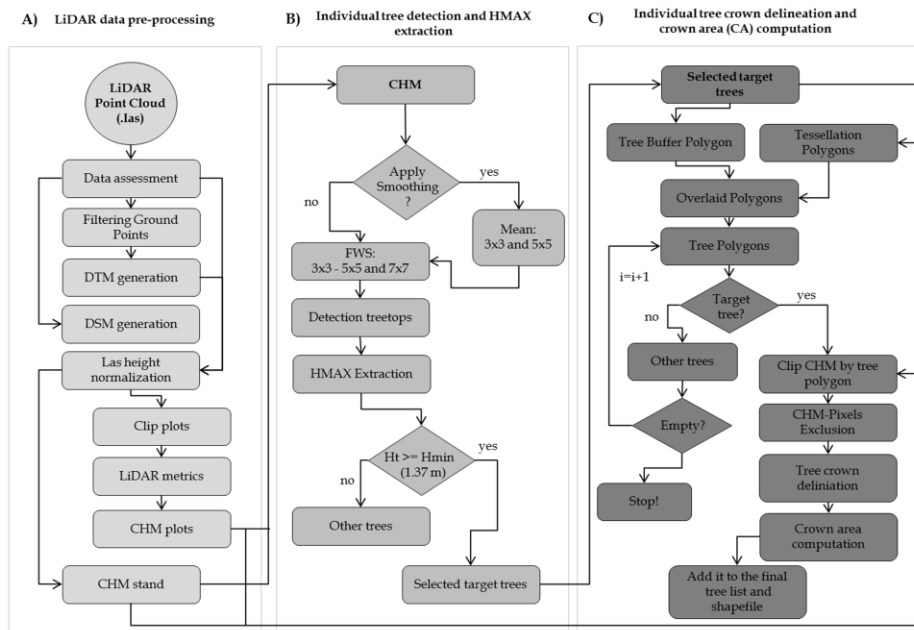 A) LiDAR data pre-processing
LiDAR
Point Cloud
(.las)
Data assessment
Filtering Ground
Points
DTM generation
DSM generation
Las height
normalization
Clip plots
LiDAR metrics
CHM plots
CHM stand
B) Individual tree detection and HMAX
extraction
CHM
Apply
Smoothing
?
yes
no
Mean:
3x3 and 5x5
FWS:
3x3 - 5x5 and 7x7
Detection treetops
HMAX Extraction
Ht >= Hmin
(1.37 m)
yes
no
Other trees
Selected target trees
C) Individual tree crown delineation and
crown area (CA) computation
Selected target
trees
Tree Buffer Polygon
Tessellation
Polygons
Overlaid Polygons
Tree Polygons
i=i+1
Target
tree?
yes
no
Other trees
Clip CHM by tree
polygon
Empty?
CHM-Pixels
Exclusion
Stop!
Tree crown
deliniation
Crown area
computation
Add it to the final
tree list and
shapefile